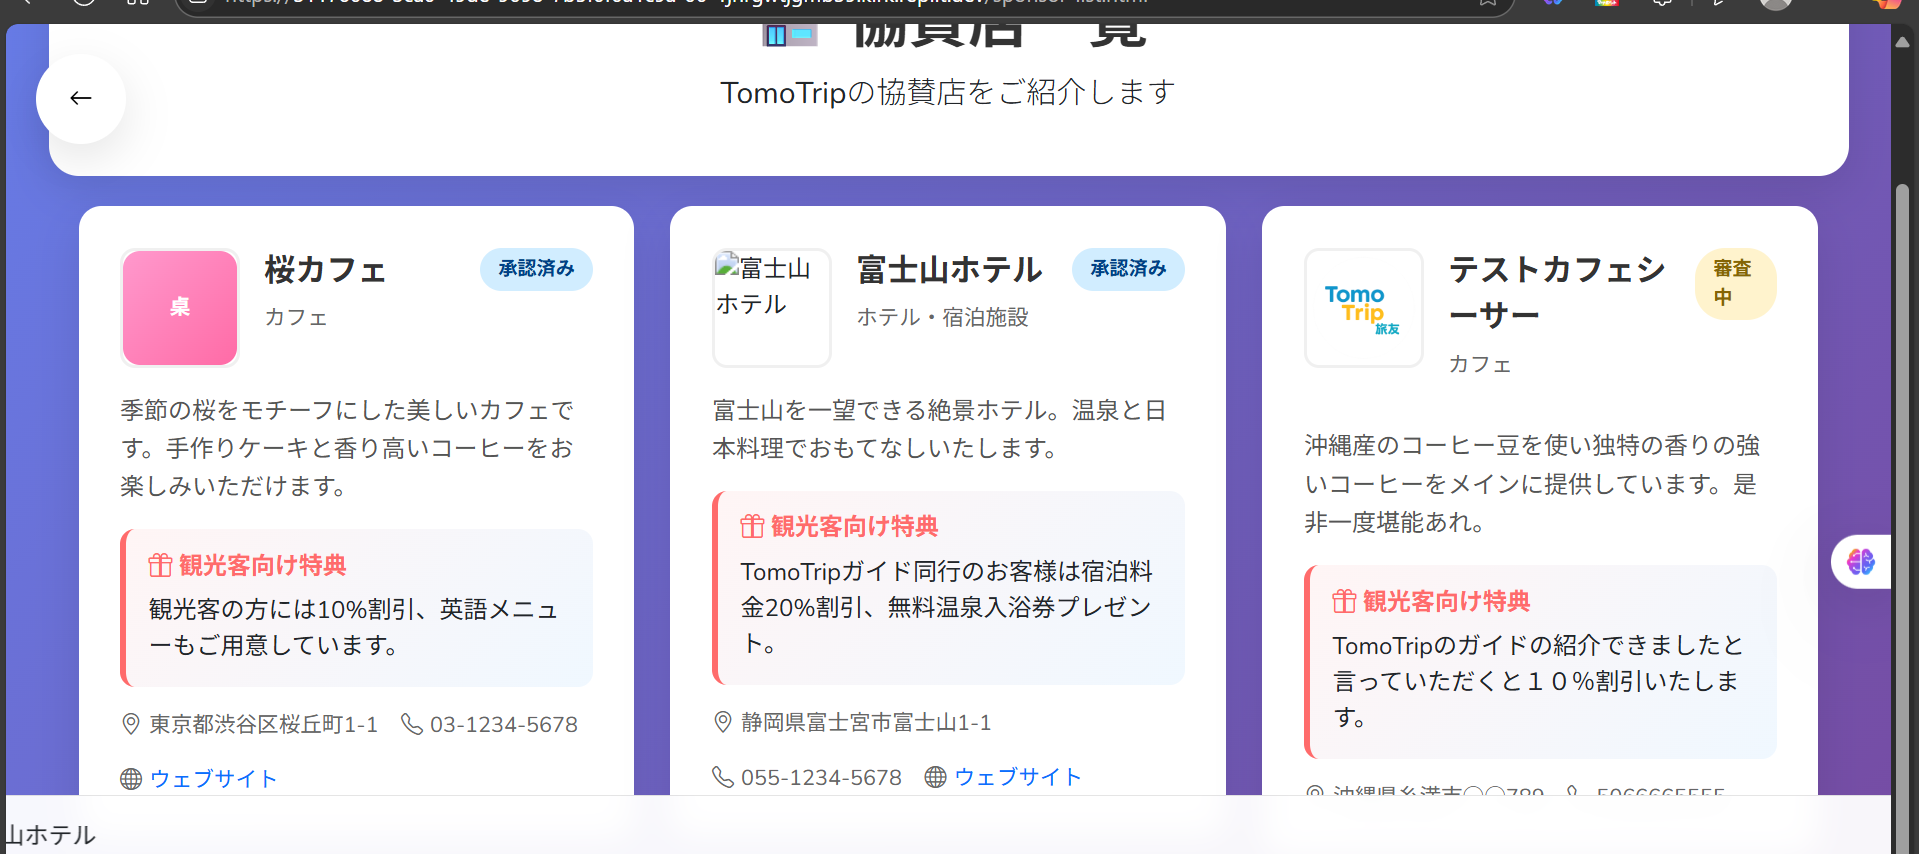 協賛店一覧
TomoTripの協賛店をご紹介します
桌
桜カフェ
承認済み
カフェ
季節の桜をモチーフにした美しいカフェで
す。手作りケーキと香り高いコーヒーをお
楽しみいただけます。
観光客向け特典
観光客の方には10%割引、英語メニュ
ーもご用意しています。
東京都渋谷区桜丘町1-1 03-1234-5678
ウェブサイト
富士山
ホテル
富士山ホテル
承認済み
ホテル・宿泊施設
富士山を一望できる絶景ホテル。温泉と日
本料理でおもてなしいたします。
観光客向け特典
TomoTripガイド同行のお客様は宿泊料
金20%割引、無料温泉入浴券プレゼン
ト。
静岡県富士宮市富士山1-1
055-1234-5678 ウェブサイト
Tomo
Trip
旅友
テストカフェシ
ーサー
審査
中
カフェ
沖縄産のコーヒー豆を使い独特の香りの強
いコーヒーをメインに提供しています。是
非一度堪能あれ。
観光客向け特典
TomoTripのガイドの紹介できましたと
言っていただくと１０％割引いたしま
す。
沖縄県糸満市〇〇789 5066665555
山ホテル